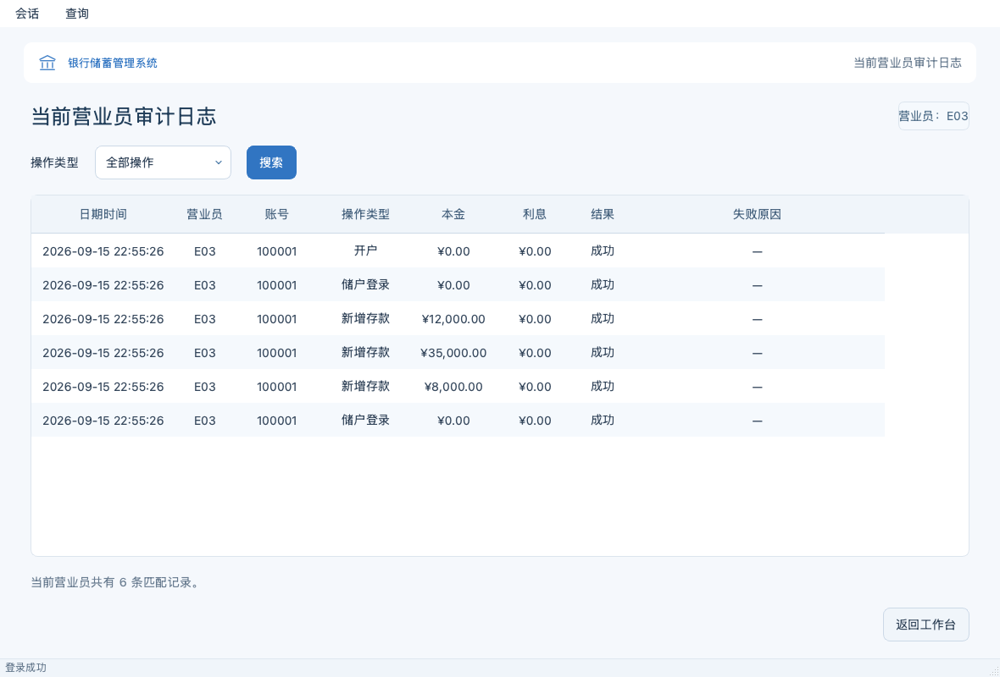 会话 查询
银行储蓄管理系统 当前营业员审计日志
当前营业员审计日志 营业员：E03
操作类型 全部操作 搜索
日期时间 营业员 账号 操作类型 本金 利息 结果 失败原因
2026-09-15 22:55:26 E03 100001 开户 ¥0.00 ¥0.00 成功 —
2026-09-15 22:55:26 E03 100001 储户登录 ¥0.00 ¥0.00 成功 —
2026-09-15 22:55:26 E03 100001 新增存款 ¥12,000.00 ¥0.00 成功 —
2026-09-15 22:55:26 E03 100001 新增存款 ¥35,000.00 ¥0.00 成功 —
2026-09-15 22:55:26 E03 100001 新增存款 ¥8,000.00 ¥0.00 成功 —
2026-09-15 22:55:26 E03 100001 储户登录 ¥0.00 ¥0.00 成功 —
当前营业员共有 6 条匹配记录。
返回工作台
登录成功